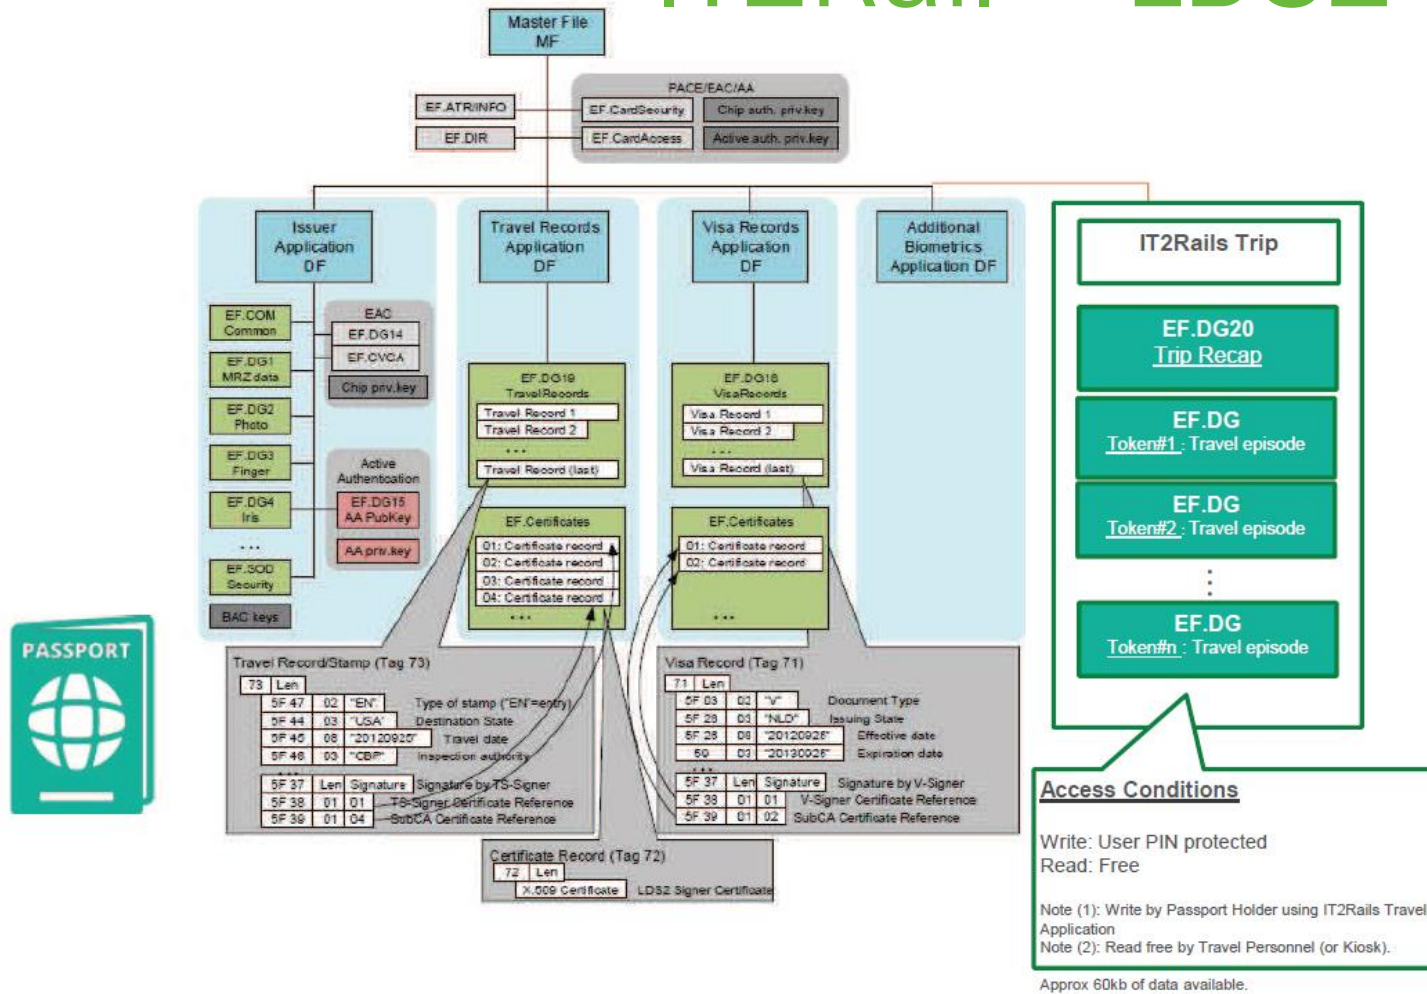 Master File
MF
PACE/EAC/AA
EF.ATR/INFO
EF.CardSecurity
Chip auth. priv.key
EF.DIR
EF.CardAccess
Active auth. priv.key
Issuer
Application
DF
Travel Records
Application
DF
Visa Records
Application
DF
Additional
Biometrics
Application DF
IT2Rails Trip
EF.COM
Common
EF.DG1
MRZ data
EF.DG2
Photo
EF.DG3
Finger
EF.DG4
Iris
...
EF.SOD
Security
BAC keys
EAC
EF.DG14
EF.CVCA
Chip priv.key
Active
Authentication
EF.DG15
AA PubKey
AA priv.key
EF.DG19
TravelRecords
Travel Record 1
Travel Record 2
...
Travel Record (last)
EF.Certificates
01: Certificate record
02: Certificate record
03: Certificate record
04: Certificate record
...
EF.DG18
VisaRecords
Visa Record 1
Visa Record 2
...
Visa Record (last)
EF.Certificates
01: Certificate record
02: Certificate record
...
EF.DG20
Trip Recap
EF.DG
Token#1 : Travel episode
EF.DG
Token#2 : Travel episode
EF.DG
Token#n : Travel episode
PASSPORT
Travel Record/Stamp (Tag 73)
73 Len
5F 47 02 "EN" Type of stamp ("EN"=entry)
5F 44 03 "USA" Destination State
5F 45 08 "20120925" Travel date
5F 46 03 "CBP" Inspection authority
...
5F 37 Len Signature Signature by TS-Signer
5F 38 01 01 TS-Signer Certificate Reference
5F 39 01 04 SubCA Certificate Reference
Visa Record (Tag 71)
71 Len
5F 03 02 "V" Document Type
5F 28 03 "NLD" Issuing State
Effective date
Expiration date
...
5F 37 Len Signature Signature by V-Signer
5F 38 01 01 V-Signer Certificate Reference
5F 39 01 02 SubCA Certificate Reference
Certificate Record (Tag 72)
72 Len
X.509 Certificate LDS2 Signer Certificate
Access Conditions
Write: User PIN protected
Read: Free
Note (1): Write by Passport Holder using IT2Rails Travel
Application
Note (2): Read free by Travel Personnel (or Kiosk).
Approx 60kb of data available.